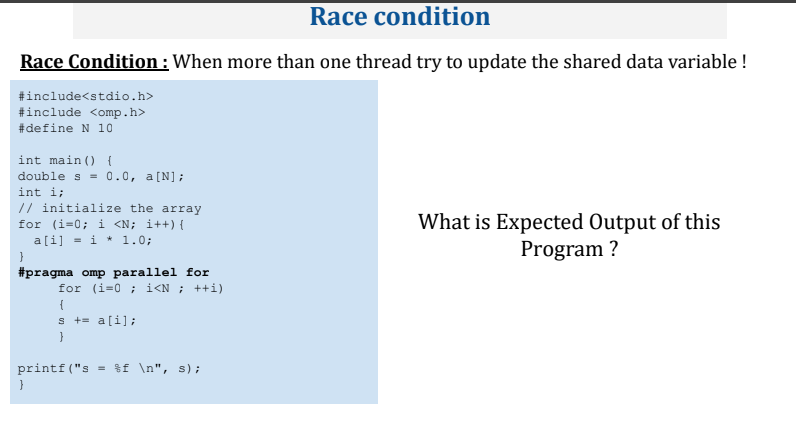 Race condition
Race Condition : When more than one thread try to update the shared data variable !
#include<stdio.h>
#include <omp.h>
#define N 10
int main() {
double s = 0.0, a[N];
int i;
// initialize the array
for (i=0; i <N; i++){
a[i] = i * 1.0;
}
#pragma omp parallel for
for (i=0 ; i<N ; ++i)
{
s += a[i];
}
printf("s = %f \n", s);
}
What is Expected Output of this
Program ?